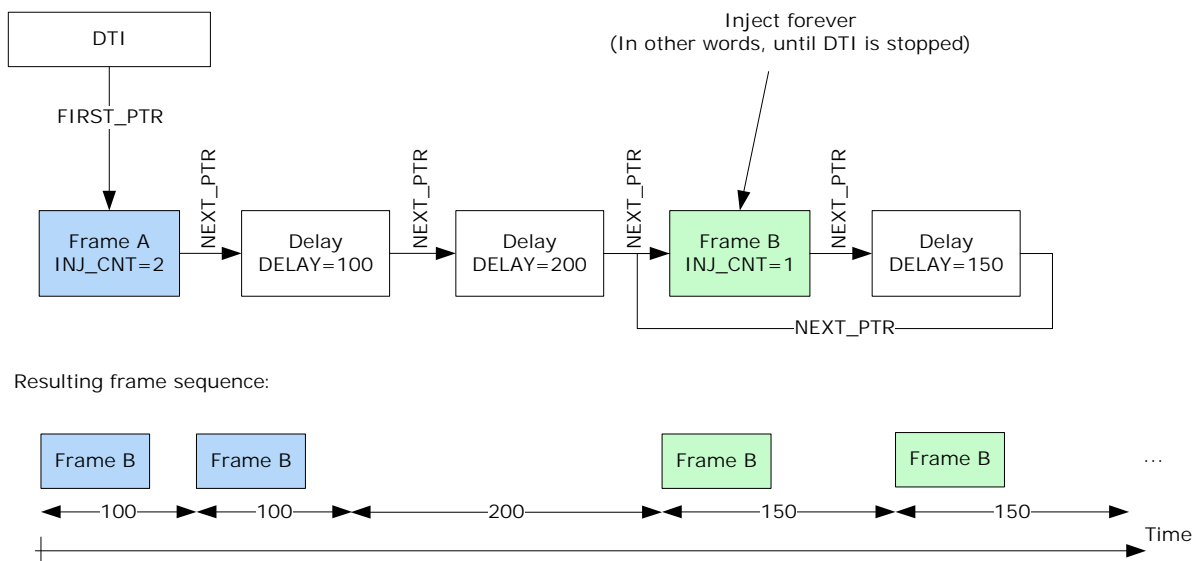 DTI
Inject forever
(In other words, until DTI is stopped)
FIRST_PTR
NEXT_PTR
NEXT_PTR
NEXT_PTR
NEXT_PTR
Frame A
INJ_CNT=2
Delay
DELAY=100
Delay
DELAY=200
Frame B
INJ_CNT=1
Delay
DELAY=150
NEXT_PTR
Resulting frame sequence:
Frame B
Frame B
Frame B
Frame B
...
100
100
200
150
150
Time